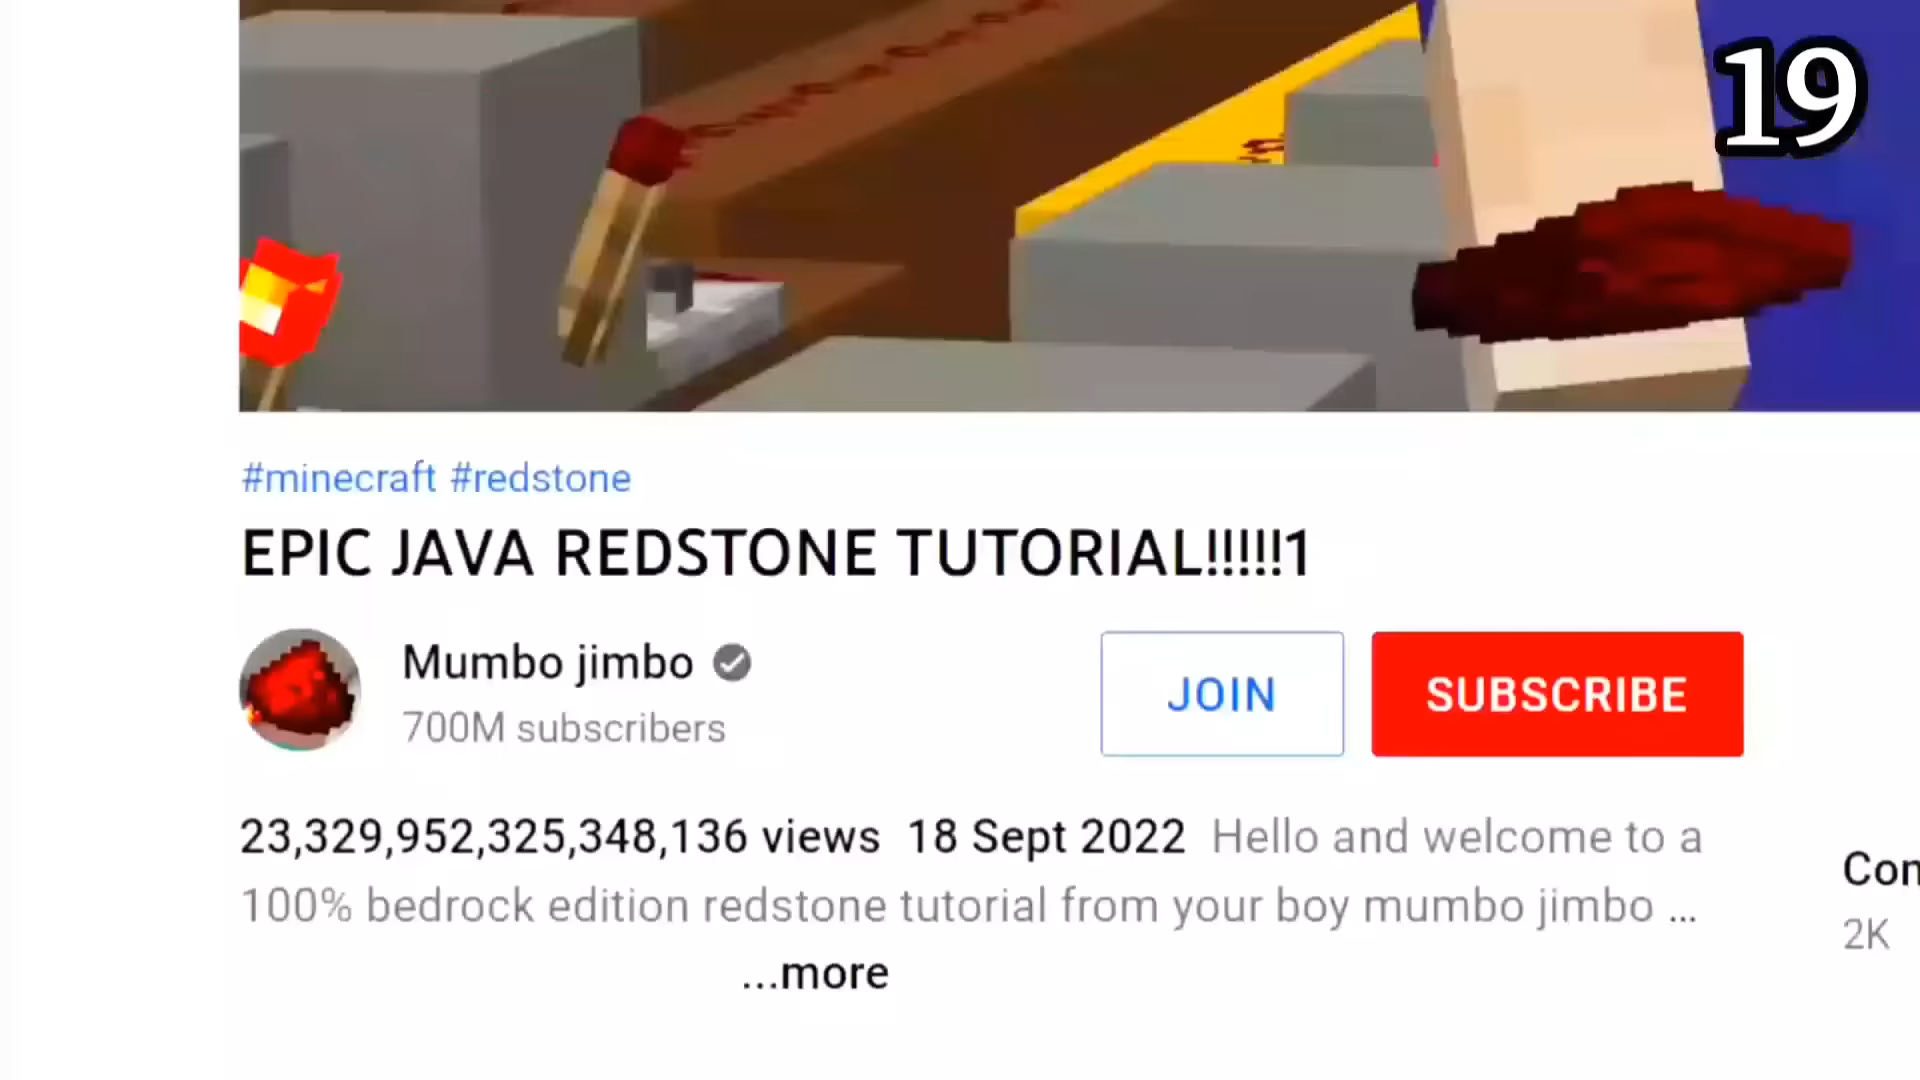 19
#minecraft #redstone
EPIC JAVA REDSTONE TUTORIAL!!!!!1
Mumbo jimbo
700M subscribers
JOIN
SUBSCRIBE
23,329,952,325,348,136 views 18 Sept 2022 Hello and welcome to a
100% bedrock edition redstone tutorial from your boy mumbo jimbo ...
...more
2K